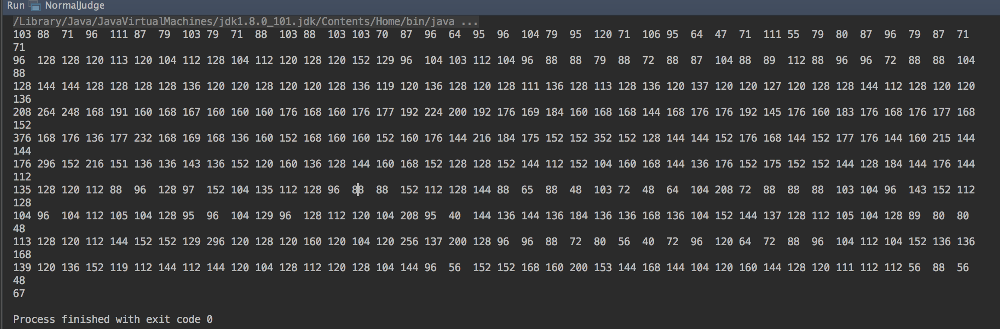 Run NormalJudge
/Library/Java/JavaVirtualMachines/jdk1.8.0_101.jdk/Contents/Home/bin/java ...
103 88 71 96 111 87 79 103 79 71 88 103 88 103 103 70 87 96 64 95 96 104 79 95 120 71 106 95 64 47 71 111 55 79 80 87 96 79 87 71
71
96 128 128 120 113 120 104 112 128 104 112 120 128 120 152 129 96 104 103 112 104 96 88 88 79 88 72 88 87 104 88 89 112 88 96 96 72 88 88 104
88
128 144 144 128 128 128 128 136 120 120 128 120 120 128 136 119 120 136 128 120 128 111 136 128 113 128 136 120 137 120 120 127 120 128 128 144 112 128 120 120
136
208 264 248 168 191 160 168 167 160 160 160 176 168 160 176 177 192 224 200 192 176 169 184 160 168 168 144 168 176 176 192 145 176 160 183 176 168 176 177 168
152
376 168 176 136 177 232 168 169 168 136 160 152 168 160 160 152 160 176 144 216 184 175 152 152 352 152 128 144 144 152 176 168 144 152 177 176 144 160 215 144
144
176 296 152 216 151 136 136 143 136 152 120 160 136 128 144 160 168 152 128 128 152 144 112 152 104 160 168 144 136 176 152 175 152 152 144 128 184 144 176 144
112
135 128 120 112 88 96 128 97 152 104 135 112 128 96 88 88 152 112 128 144 88 65 88 48 103 72 48 64 104 208 72 88 88 88 103 104 96 143 152 112
128
104 96 104 112 105 104 128 95 96 104 129 96 128 112 120 104 208 95 40 144 136 144 136 184 136 136 168 136 104 152 144 137 128 112 105 104 128 89 80 80
48
113 128 120 112 144 152 152 129 296 120 128 120 160 120 104 120 256 137 200 128 96 96 88 72 80 56 40 72 96 120 64 72 88 96 104 112 104 152 136 136
168
139 120 136 152 119 112 144 112 144 120 104 128 112 120 128 104 144 96 56 152 152 168 160 200 153 144 168 144 104 120 160 144 128 120 111 112 112 56 88 56
48
67
Process finished with exit code 0